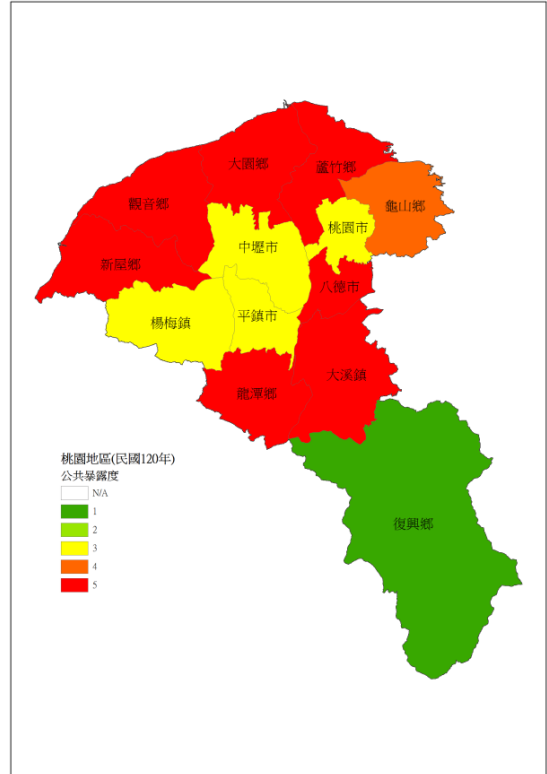 大園鄉
蘆竹鄉
觀音鄉
龜山鄉
桃園市
中壢市
新屋鄉
八德市
楊梅鎮
平鎮市
大溪鎮
龍潭鄉
桃園地區(民國120年)
公共暴露度
N/A
1
2
3
4
5
復興鄉